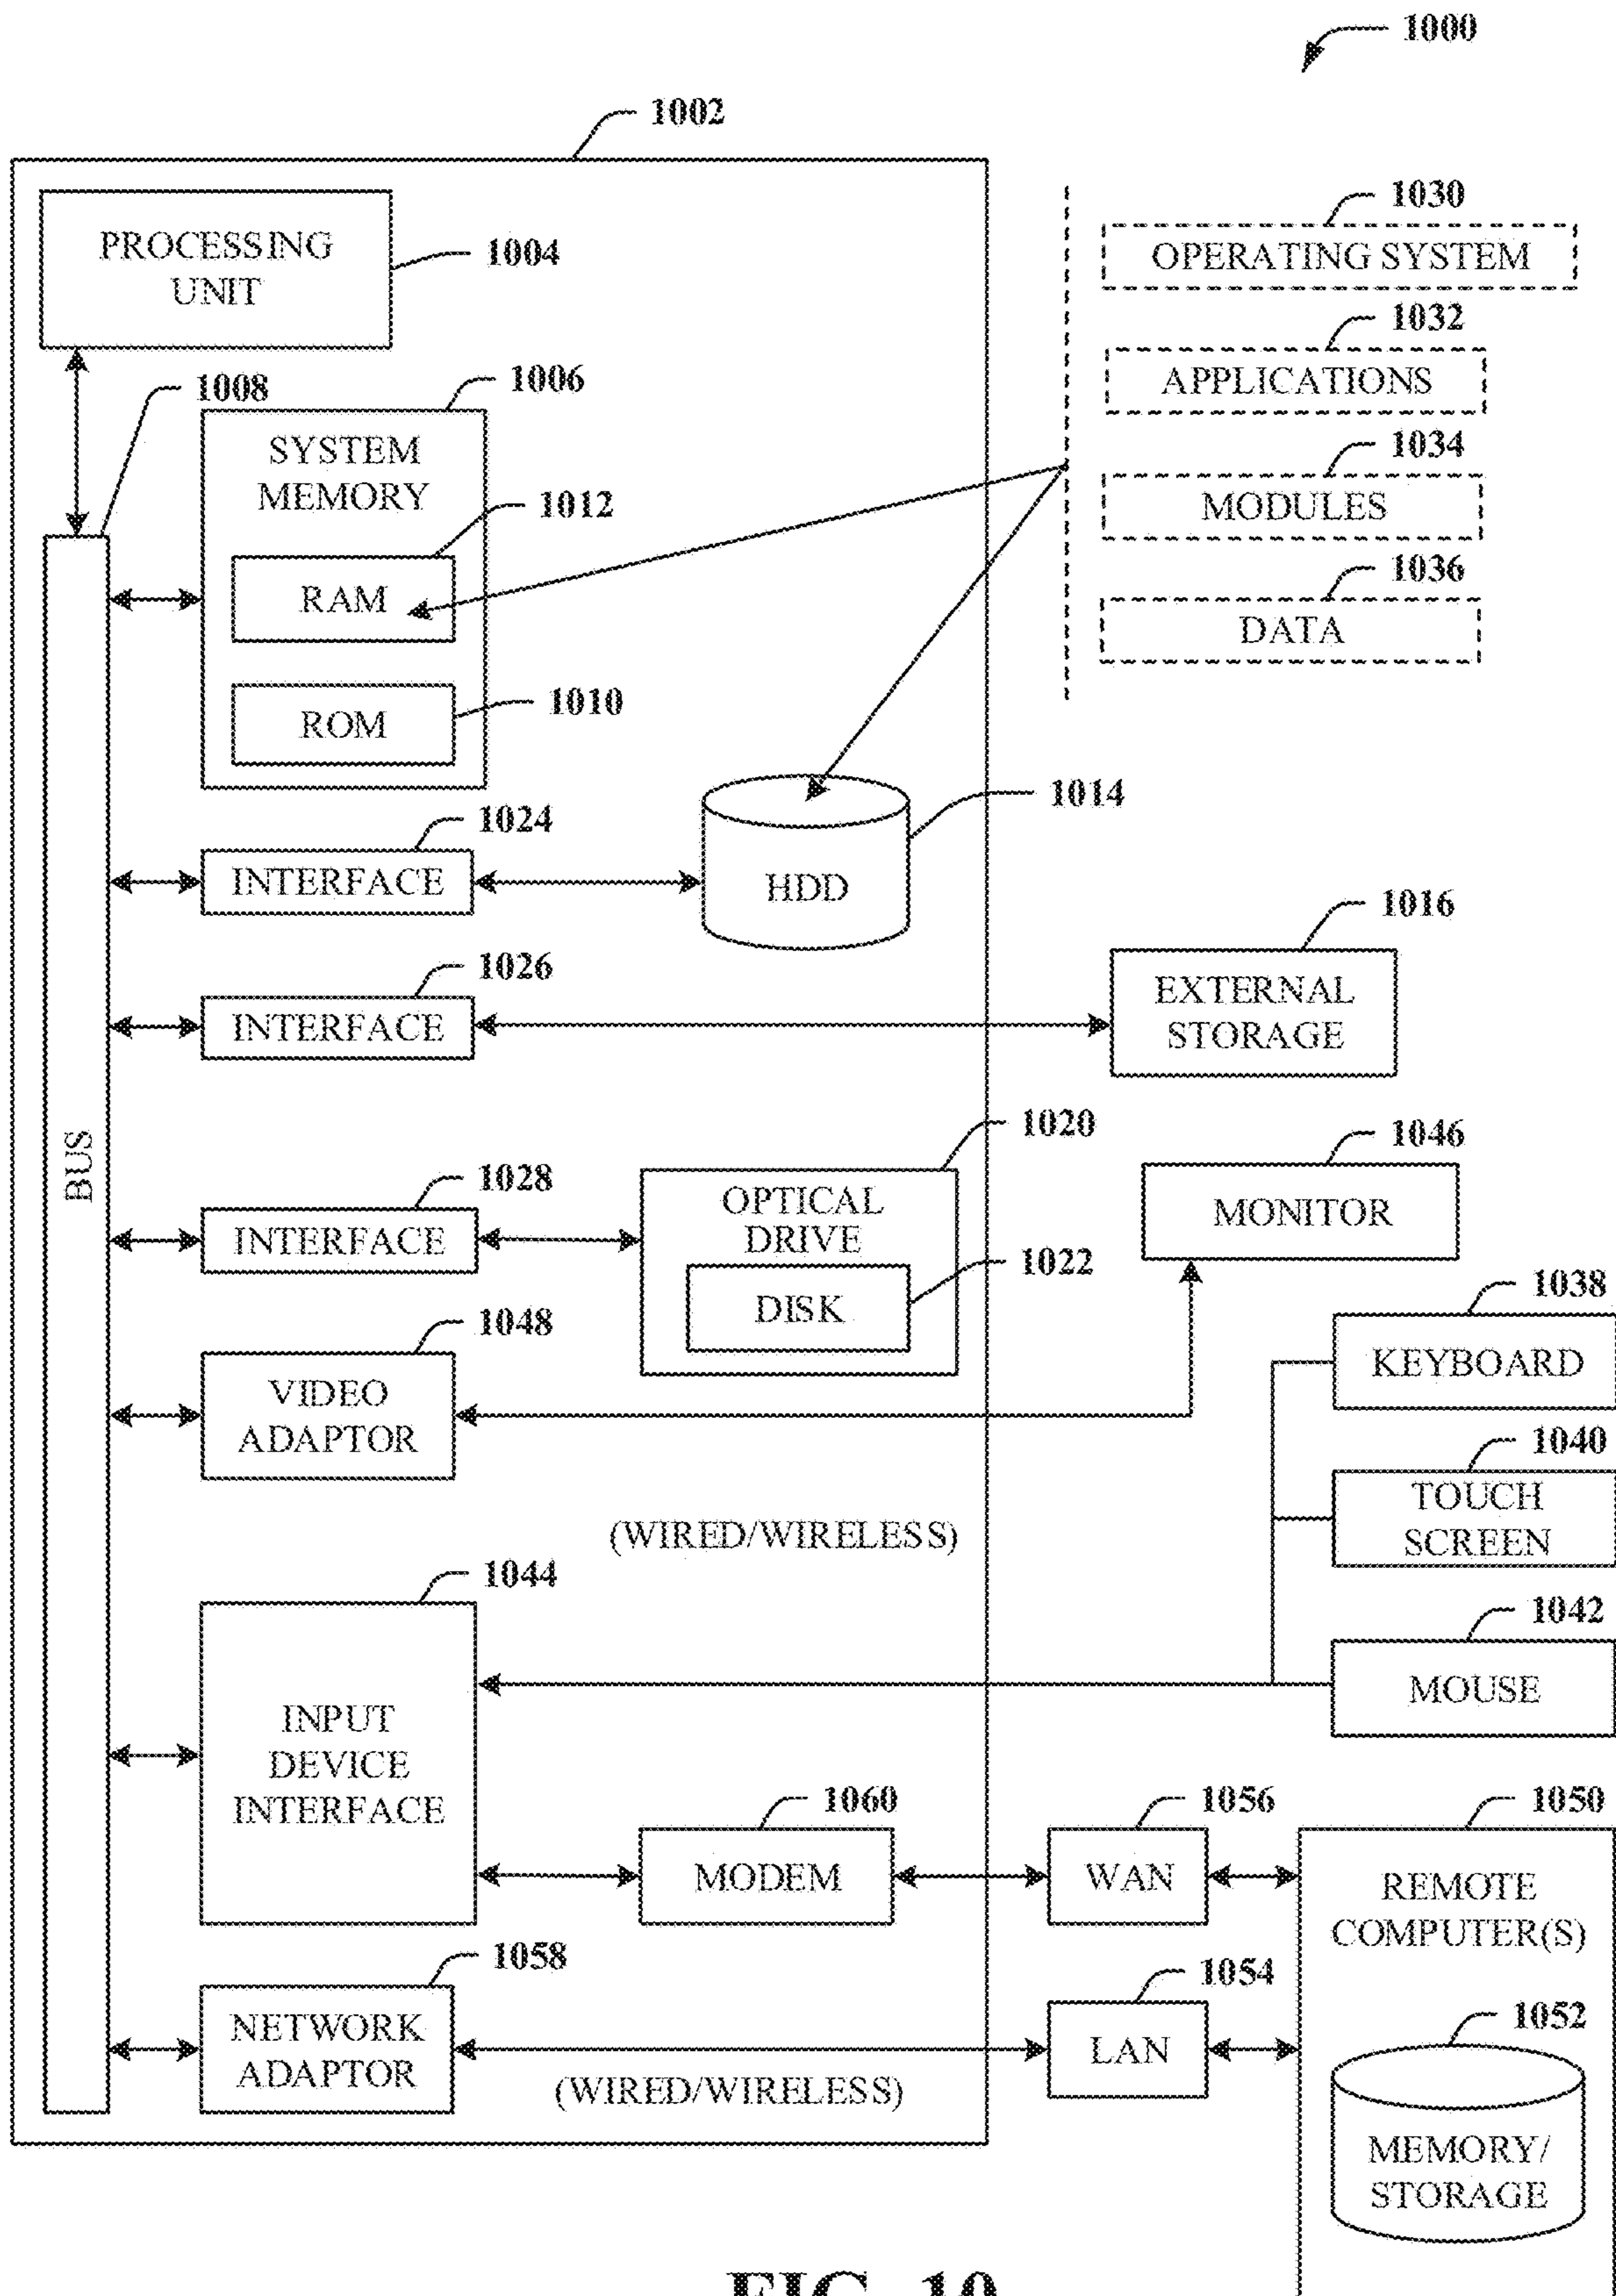 1000
1002
PROCESSING
UNIT
1004
1030
OPERATING SYSTEM
1032
APPLICATIONS
1034
MODULES
1036
DATA
1008
1006
SYSTEM
MEMORY
1012
RAM
1010
ROM
1024
INTERFACE
1014
HDD
1026
INTERFACE
1016
EXTERNAL
STORAGE
BUS
1028
INTERFACE
1020
OPTICAL
DRIVE
1022
DISK
1046
MONITOR
1048
VIDEO
ADAPTOR
1038
KEYBOARD
1040
TOUCH
SCREEN
(WIRED/WIRELESS)
1044
INPUT
DEVICE
INTERFACE
1042
MOUSE
1060
MODEM
1056
WAN
1050
REMOTE
COMPUTER(S)
1058
NETWORK
ADAPTOR
(WIRED/WIRELESS)
1054
LAN
1052
MEMORY/
STORAGE
FIG. 10